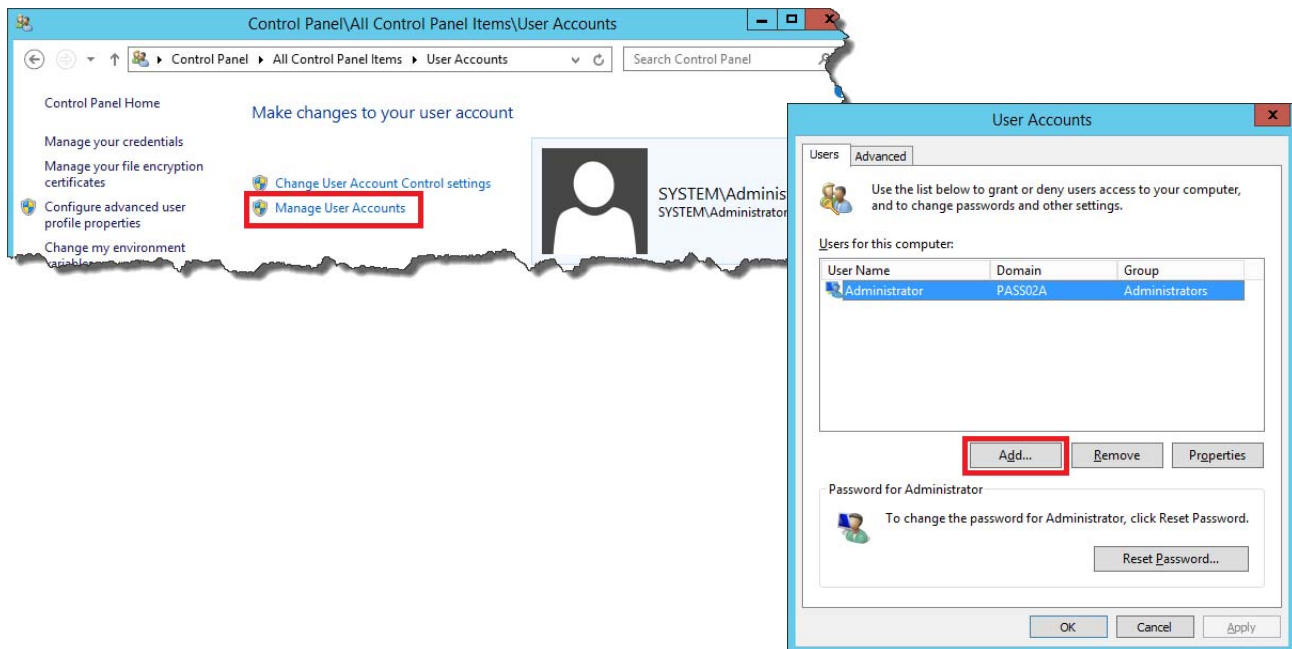 Control Panel\All Control Panel Items\User Accounts
Control Panel ▸ All Control Panel Items ▸ User Accounts
Search Control Panel
Control Panel Home
Manage your credentials
Manage your file encryption
certificates
Configure advanced user
profile properties
Change my environment
variables
Make changes to your user account
Change User Account Control settings
Manage User Accounts
SYSTEM\Adminis
SYSTEM\Administrator
User Accounts
Users
Advanced
Use the list below to grant or deny users access to your computer,
and to change passwords and other settings.
Users for this computer:
User Name Domain Group
Administrator PASS02A Administrators
Add...
Remove
Properties
Password for Administrator
To change the password for Administrator, click Reset Password.
Reset Password...
OK
Cancel
Apply